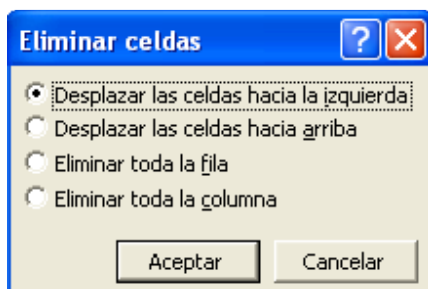 Eliminar celdas
Desplazar las celdas hacia la izquierda
Desplazar las celdas hacia arriba
Eliminar toda la fila
Eliminar toda la columna
Aceptar Cancelar